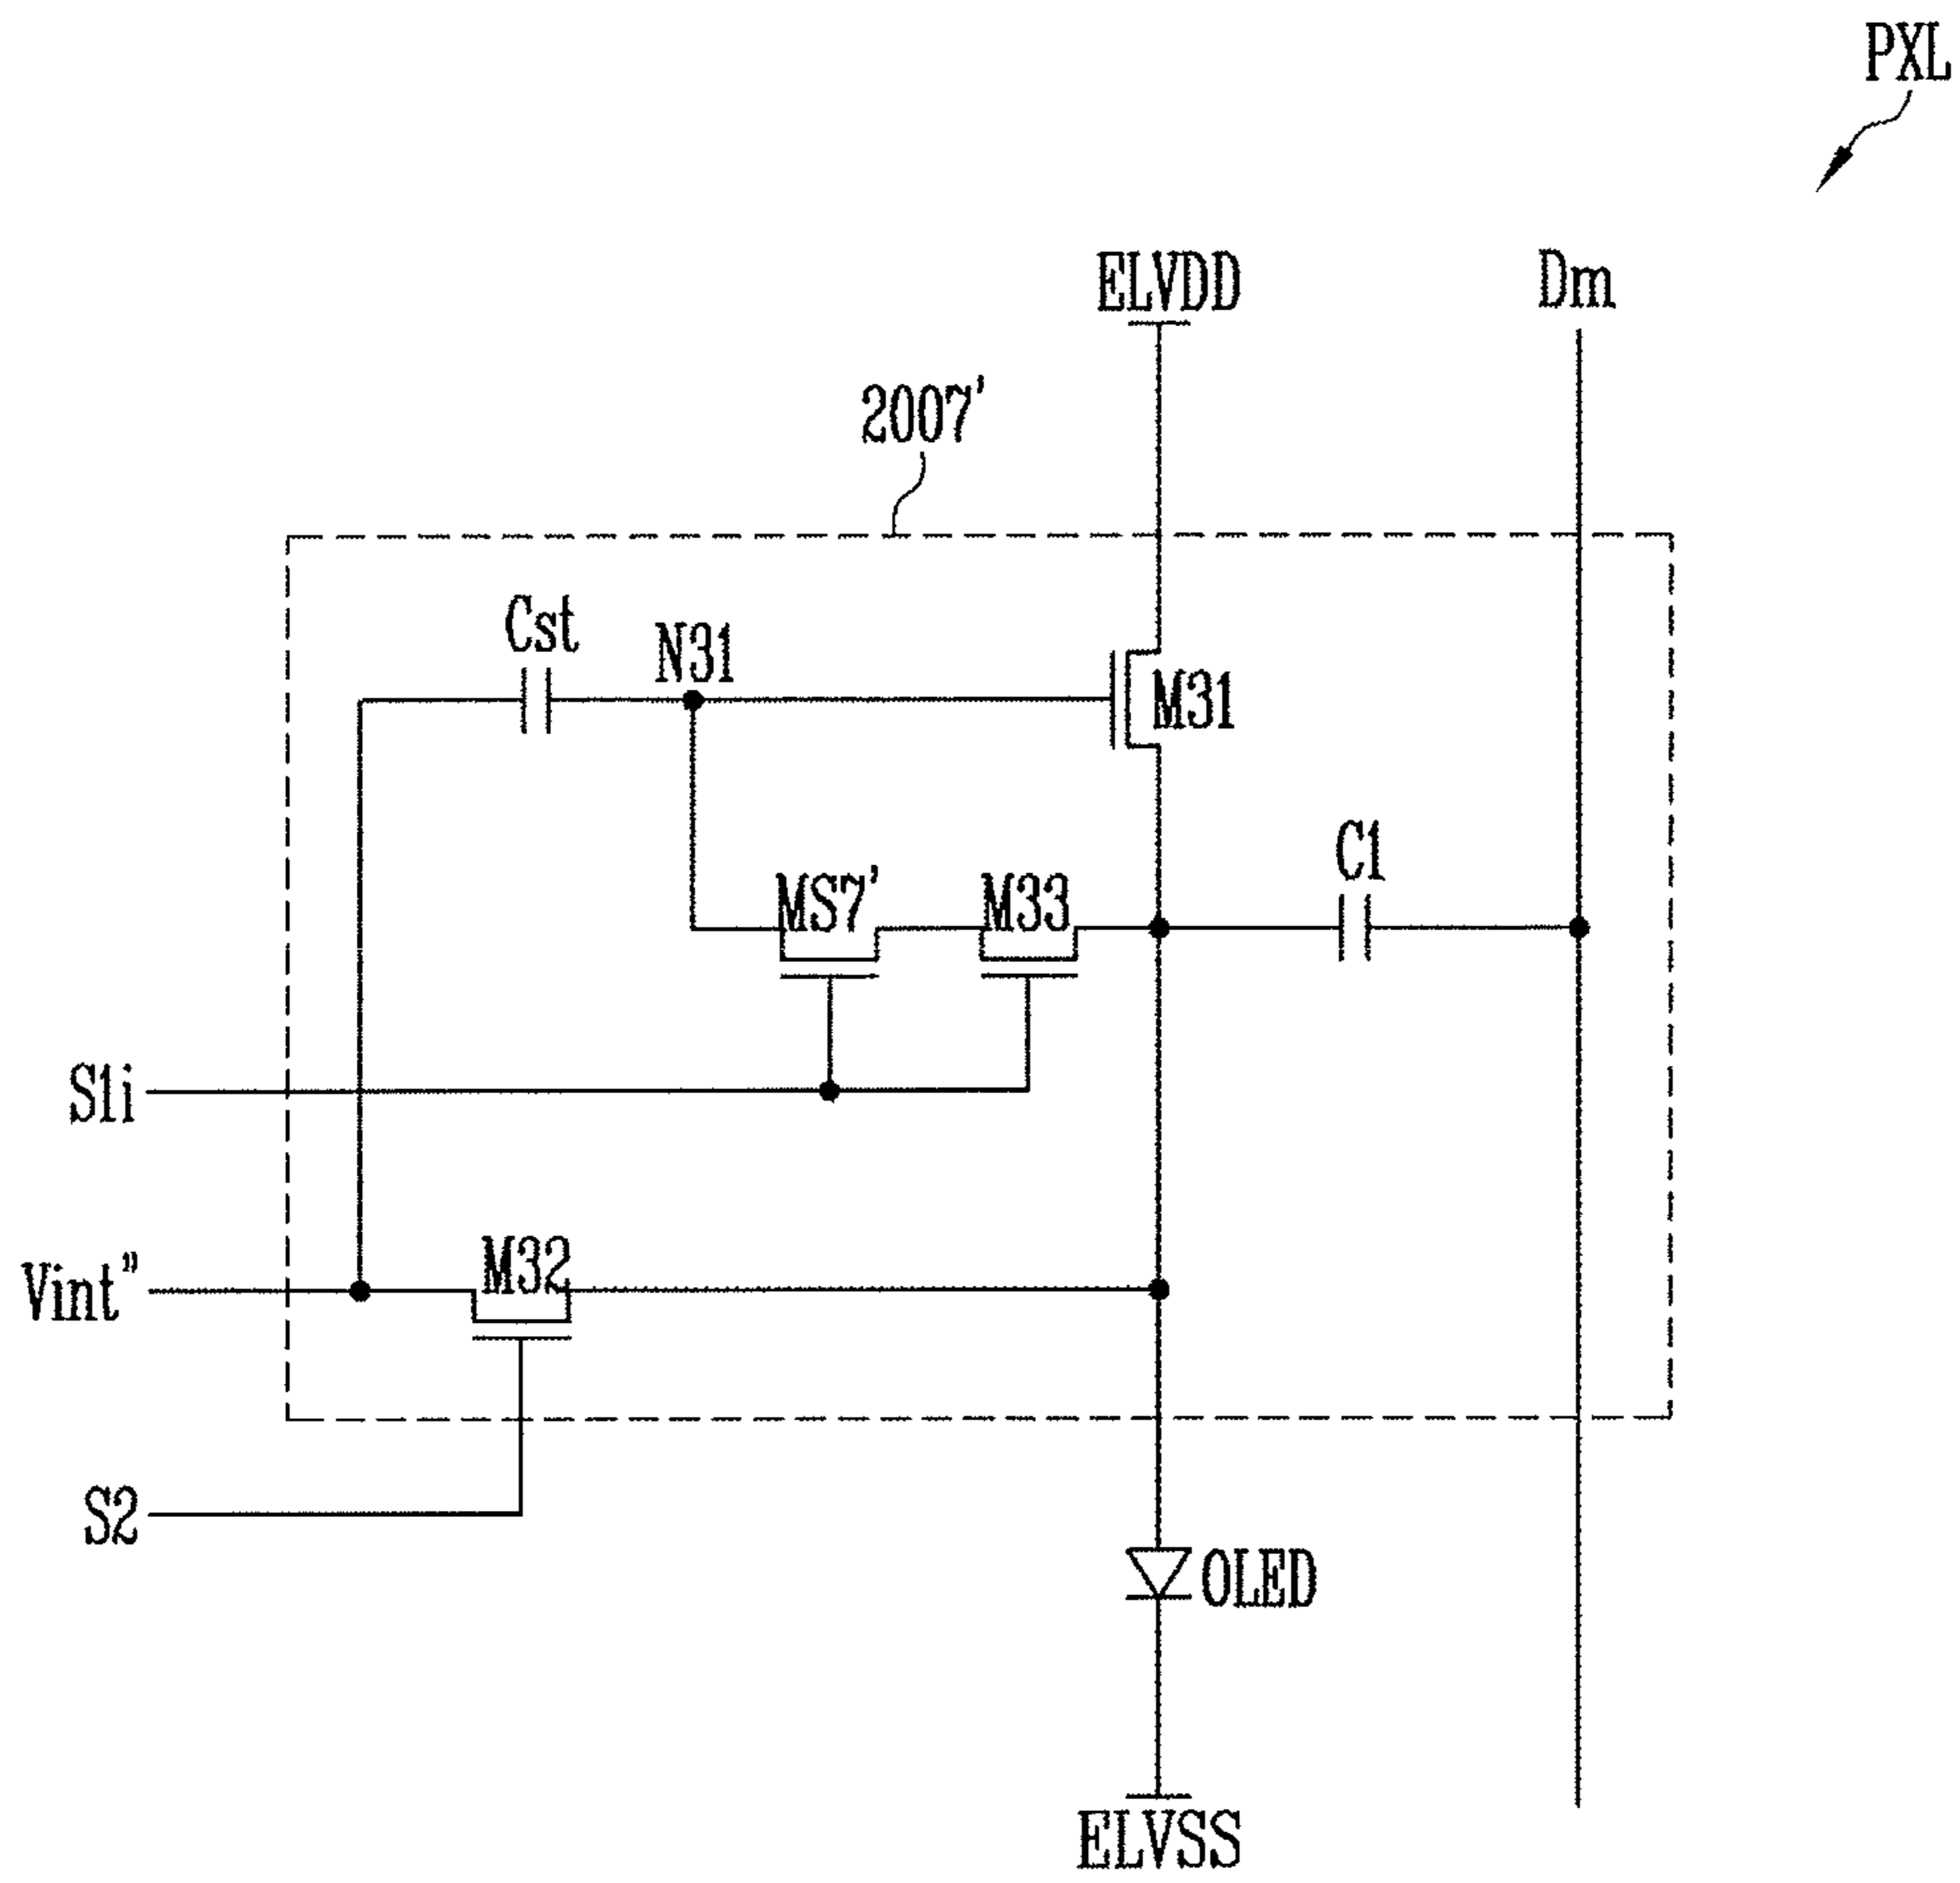 PXL
ELVDD
Dm
2007'
Cst
N31
M31
C1
MS7'
M33
S1i
M32
Vint"
S2
OLED
ELVSS